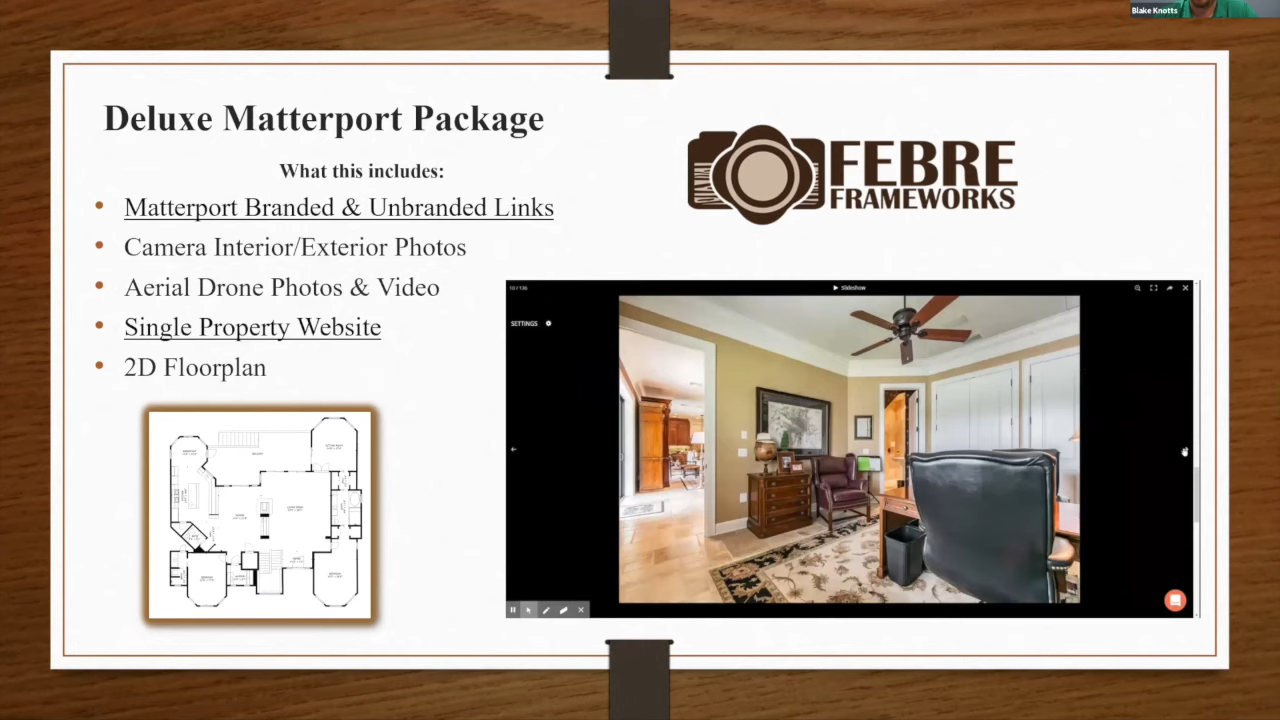 Blake Knotts
Deluxe Matterport Package
What this includes:
Matterport Branded & Unbranded Links
Camera Interior/Exterior Photos
Aerial Drone Photos & Video
Single Property Website
2D Floorplan
FEBRE
FRAMEWORKS
Slideshow
SETTINGS